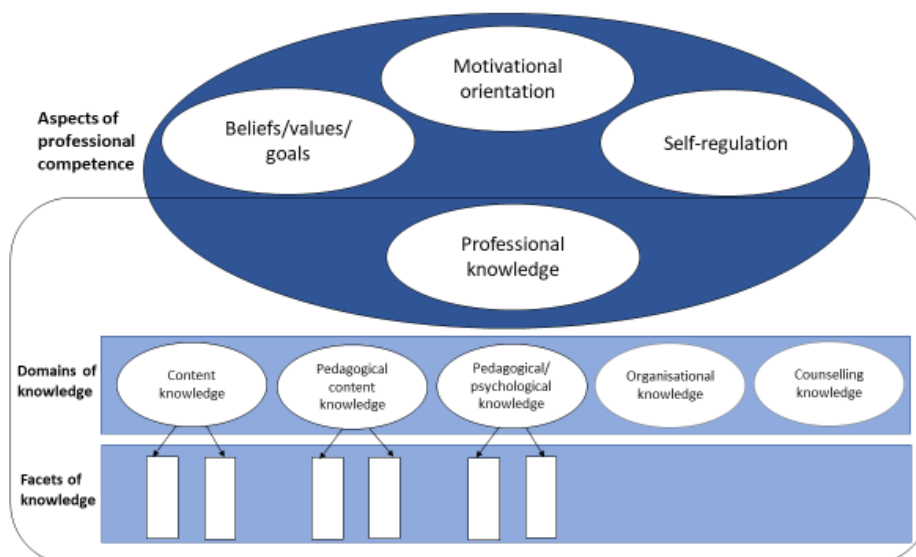 Aspects of
professional
competence
Motivational
orientation
Beliefs/values/
goals
Self-regulation
Professional
knowledge
Domains of
knowledge
Content
knowledge
Pedagogical
content
knowledge
Pedagogical/
psychological
knowledge
Organisational
knowledge
Counselling
knowledge
Facets of
knowledge